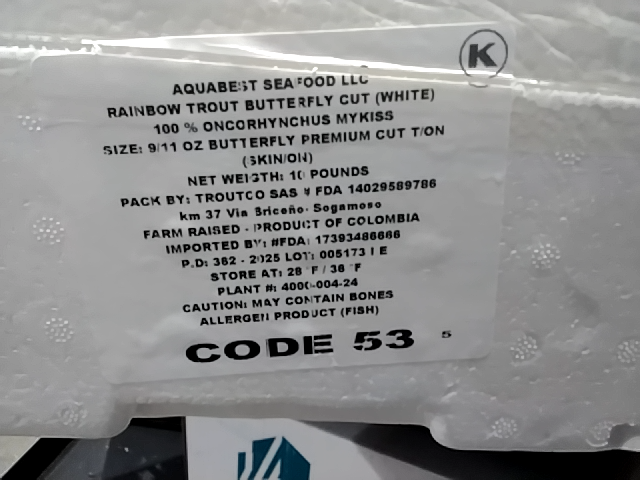 K
AQUABEST SEAFOOD LLC
RAINBOW TROUT BUTTERFLY CUT (WHITE)
100 % ONCORHYNCHUS MYKISS
SIZE: 9/11 OZ BUTTERFLY PREMIUM CUT T/ON
(SKIN/ON)
NET WEIGTH: 10 POUNDS
PACK BY: TROUTCO SAS # FDA 14029589786
km 37 Via Briceño- Sogamoso
FARM RAISED - PRODUCT OF COLOMBIA
IMPORTED BY: #FDA: 17393486666
P.D: 362 - 2025 LOT: 005173 I E
STORE AT: 28 °F / 36 °F
PLANT #: 4000-004-24
CAUTION: MAY CONTAIN BONES
ALLERGEN PRODUCT (FISH)
CODE 53 5